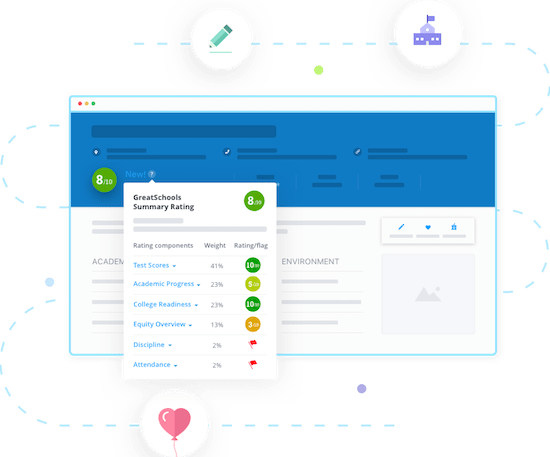 8/10
New! ?
GreatSchools
Summary Rating
8/10
Rating components Weight Rating/flag
ACADEM
ENVIRONMENT
Test Scores 41% 10/10
Academic Progress 23% 5/10
College Readiness 23% 10/10
Equity Overview 13% 3/10
Discipline 2%
Attendance 2%